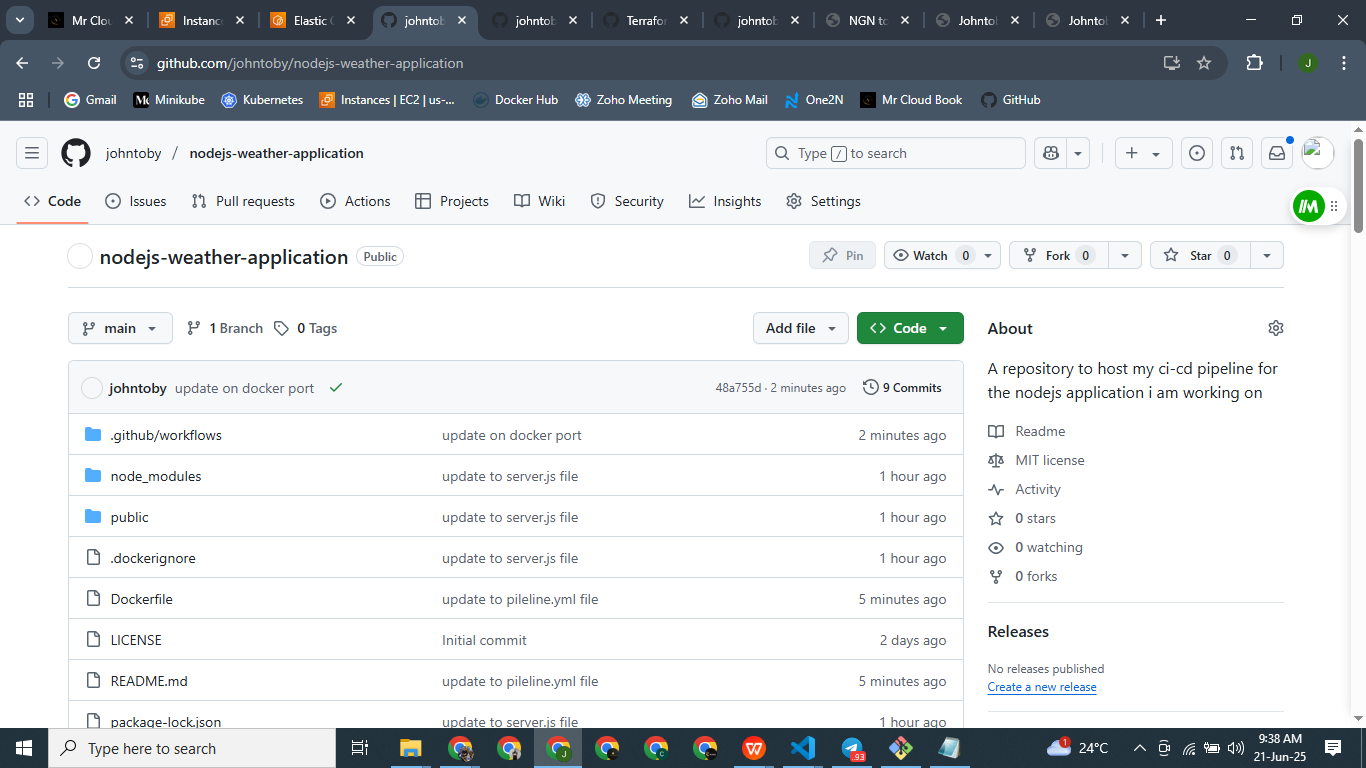 Mr Clou
Instance
Elastic C
johntob
johntob
Terrafor
johntob
NGN to
Johntol
Johntol
github.com/johntoby/nodejs-weather-application
J
Gmail
Minikube
Kubernetes
Instances | EC2 | us-...
Docker Hub
Zoho Meeting
Zoho Mail
One2N
Mr Cloud Book
GitHub
johntoby / nodejs-weather-application
Type / to search
Code
Issues
Pull requests
Actions
Projects
Wiki
Security
Insights
Settings
nodejs-weather-application Public
Pin
Watch 0
Fork 0
Star 0
main
1 Branch
0 Tags
Add file
Code
johntoby update on docker port
48a755d · 2 minutes ago
9 Commits
.github/workflows update on docker port 2 minutes ago
node_modules update to server.js file 1 hour ago
public update to server.js file 1 hour ago
.dockerignore update to server.js file 1 hour ago
Dockerfile update to pileline.yml file 5 minutes ago
LICENSE Initial commit 2 days ago
README.md update to pileline.yml file 5 minutes ago
package-lock.json update to server.js file 1 hour ago
About
A repository to host my ci-cd pipeline for
the nodejs application i am working on
Readme
MIT license
Activity
0 stars
0 watching
0 forks
Releases
No releases published
Create a new release
Type here to search
93
1
24°C
9:38 AM
21-Jun-25